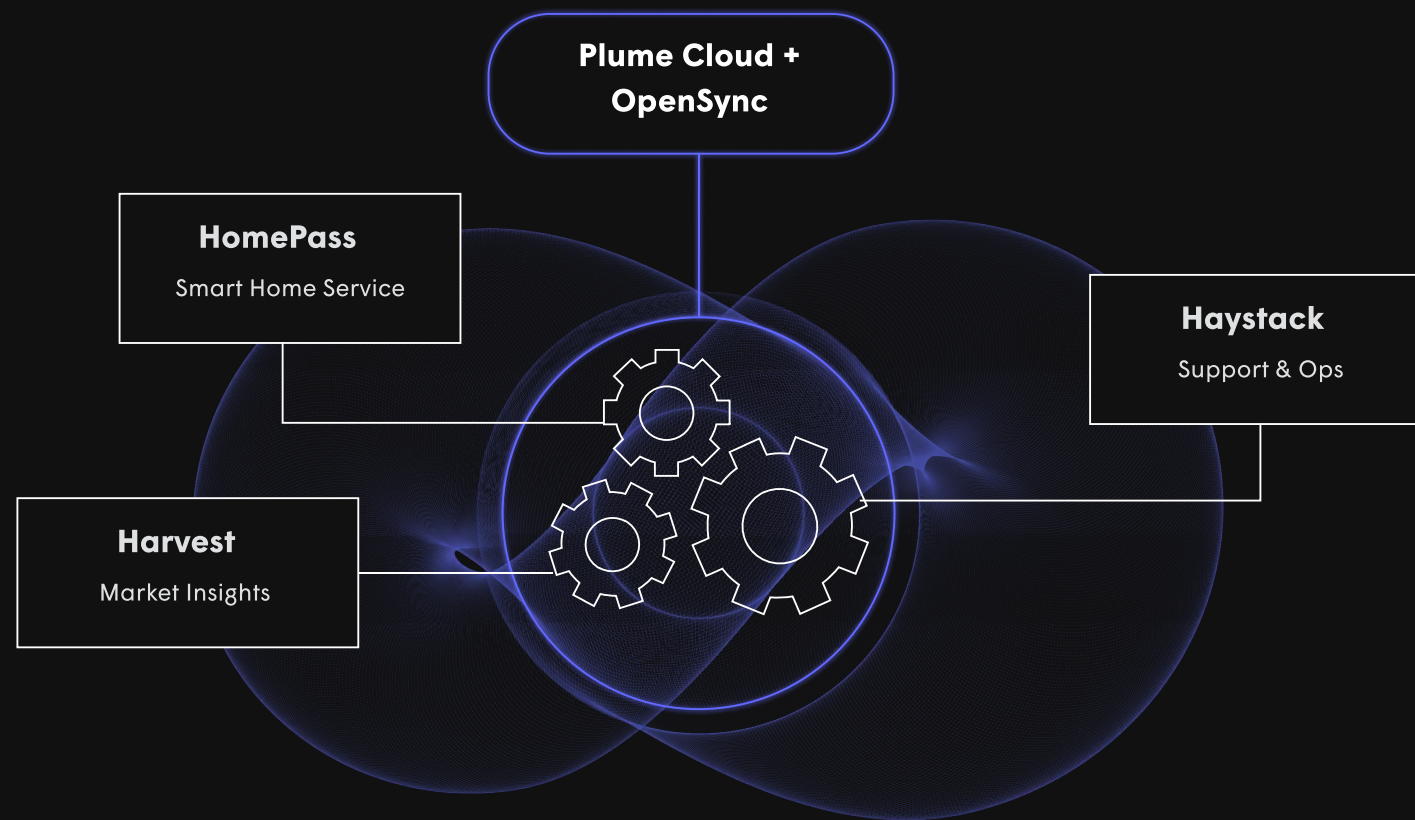 Plume Cloud +
OpenSync
HomePass
Smart Home Service
Haystack
Support & Ops
Harvest
Market Insights